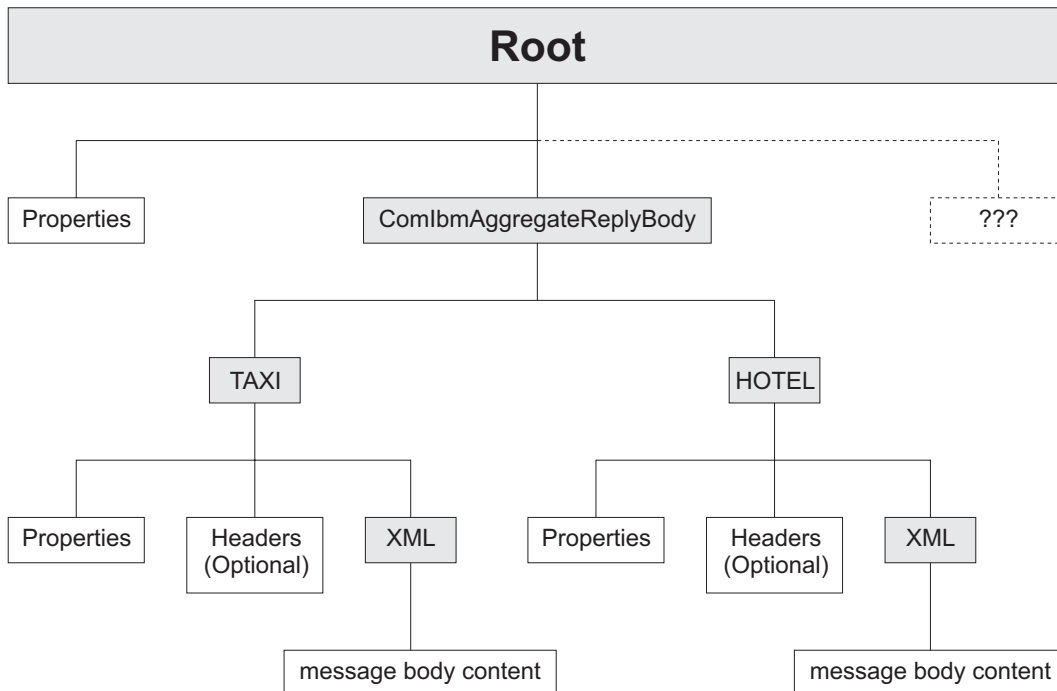 Root
Properties
ComIbmAggregateReplyBody
???
TAXI
HOTEL
Properties
Headers
(Optional)
XML
Properties
Headers
(Optional)
XML
message body content
message body content